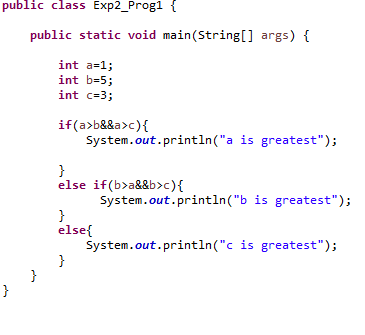 public class Exp2_Prog1 {
public static void main(String[] args) {
int a=1;
int b=5;
int c=3;
if(a>b&&a>c){
System.out.println("a is greatest");
}
else if(b>a&&b>c){
System.out.println("b is greatest");
}
else{
System.out.println("c is greatest");
}
}
}